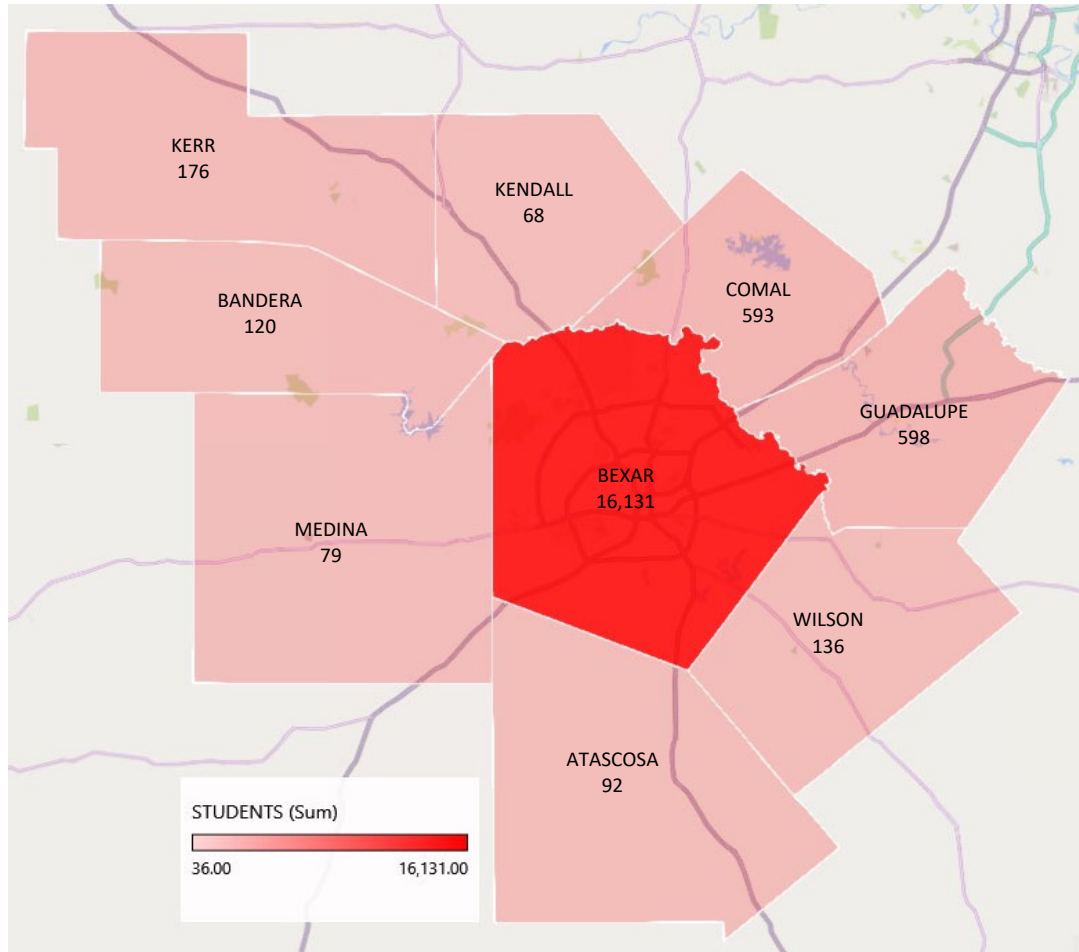 KERR
176
KENDALL
68
COMAL
593
BANDERA
120
GUADALUPE
598
BEXAR
16,131
MEDINA
79
WILSON
136
ATASCOSA
92
STUDENTS (Sum)
36.00 16,131.00